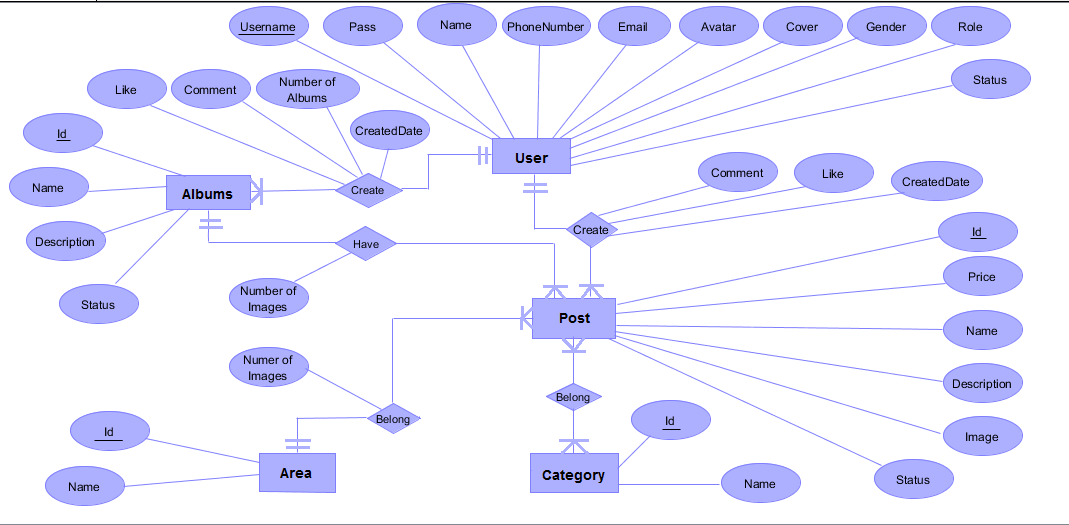 Username
Pass
Name
PhoneNumber
Email
Avatar
Cover
Gender
Role
Status
Like
Comment
Number of
Albums
CreatedDate
Id
Name
Description
Status
Albums
Create
User
Comment
Like
CreatedDate
Create
Have
Number of
Images
Id
Price
Name
Description
Image
Status
Post
Numer of
Images
Belong
Belong
Id
Name
Area
Category
Id
Name